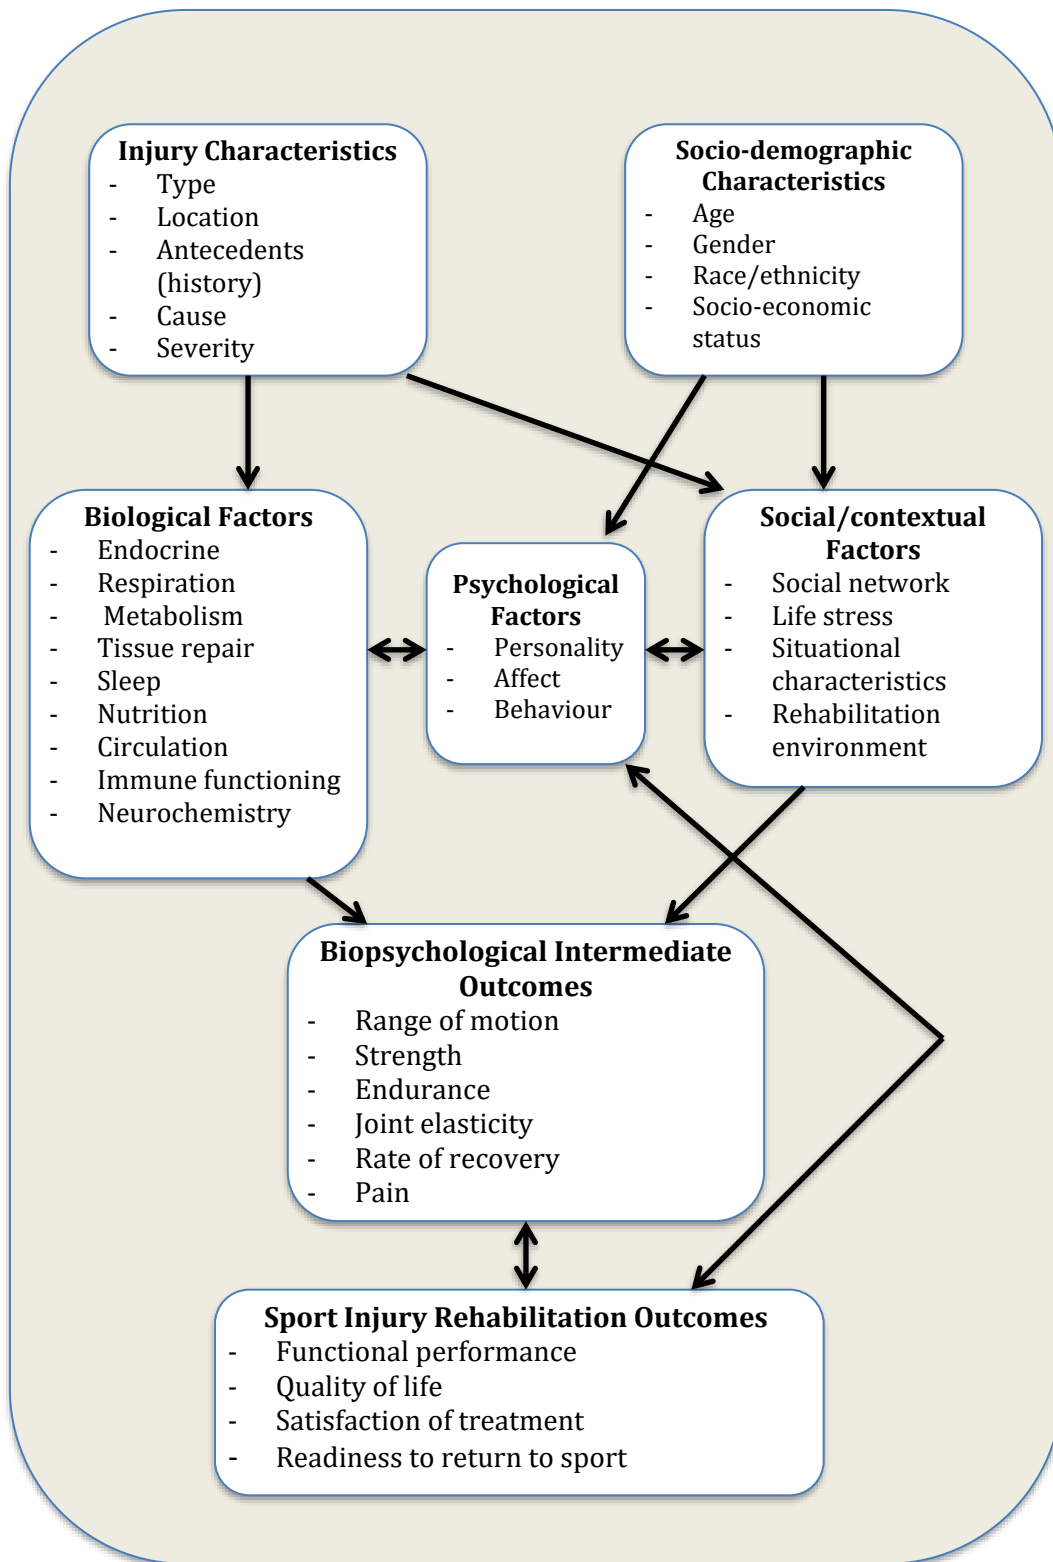 Injury Characteristics
- Type
- Location
- Antecedents
(history)
- Cause
- Severity
Socio-demographic
Characteristics
- Age
- Gender
- Race/ethnicity
- Socio-economic
status
Biological Factors
- Endocrine
- Respiration
- Metabolism
- Tissue repair
- Sleep
- Nutrition
- Circulation
- Immune functioning
- Neurochemistry
Psychological
Factors
- Personality
- Affect
- Behaviour
Social/contextual
Factors
- Social network
- Life stress
- Situational
characteristics
- Rehabilitation
environment
Biopsychological Intermediate
Outcomes
- Range of motion
- Strength
- Endurance
- Joint elasticity
- Rate of recovery
- Pain
Sport Injury Rehabilitation Outcomes
- Functional performance
- Quality of life
- Satisfaction of treatment
- Readiness to return to sport